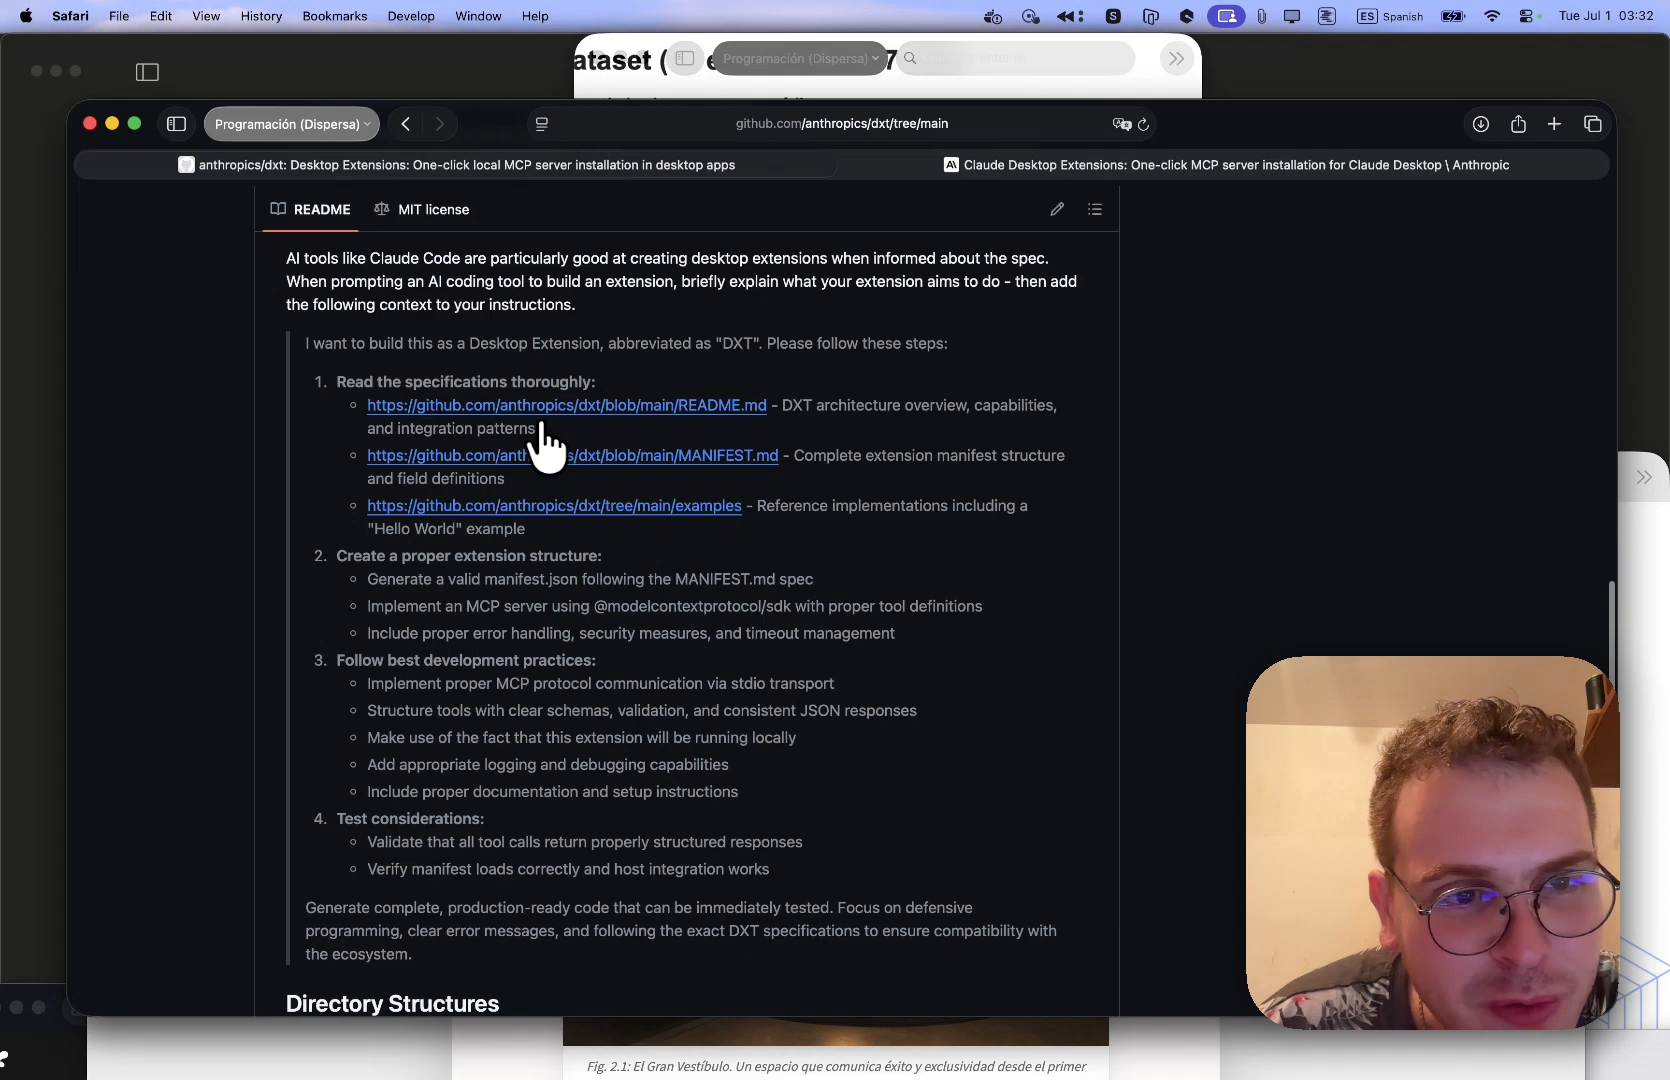 Safari File Edit View History Bookmarks Develop Window Help
S ES Spanish Tue Jul 1 03:32
ataset (
Programación (Dispersa)
7
Programación (Dispersa)
github.com/anthropics/dxt/tree/main
anthropics/dxt: Desktop Extensions: One-click local MCP server installation in desktop apps
Claude Desktop Extensions: One-click MCP server installation for Claude Desktop \ Anthropic
README MIT license
AI tools like Claude Code are particularly good at creating desktop extensions when informed about the spec.
When prompting an AI coding tool to build an extension, briefly explain what your extension aims to do - then add
the following context to your instructions.
I want to build this as a Desktop Extension, abbreviated as "DXT". Please follow these steps:
1. Read the specifications thoroughly:
https://github.com/anthropics/dxt/blob/main/README.md - DXT architecture overview, capabilities,
and integration patterns
https://github.com/anth s/dxt/blob/main/MANIFEST.md - Complete extension manifest structure
and field definitions
https://github.com/anthropics/dxt/tree/main/examples - Reference implementations including a
"Hello World" example
2. Create a proper extension structure:
Generate a valid manifest.json following the MANIFEST.md spec
Implement an MCP server using @modelcontextprotocol/sdk with proper tool definitions
Include proper error handling, security measures, and timeout management
3. Follow best development practices:
Implement proper MCP protocol communication via stdio transport
Structure tools with clear schemas, validation, and consistent JSON responses
Make use of the fact that this extension will be running locally
Add appropriate logging and debugging capabilities
Include proper documentation and setup instructions
4. Test considerations:
Validate that all tool calls return properly structured responses
Verify manifest loads correctly and host integration works
Generate complete, production-ready code that can be immediately tested. Focus on defensive
programming, clear error messages, and following the exact DXT specifications to ensure compatibility with
the ecosystem.
Directory Structures
Fig. 2.1: El Gran Vestíbulo. Un espacio que comunica éxito y exclusividad desde el primer